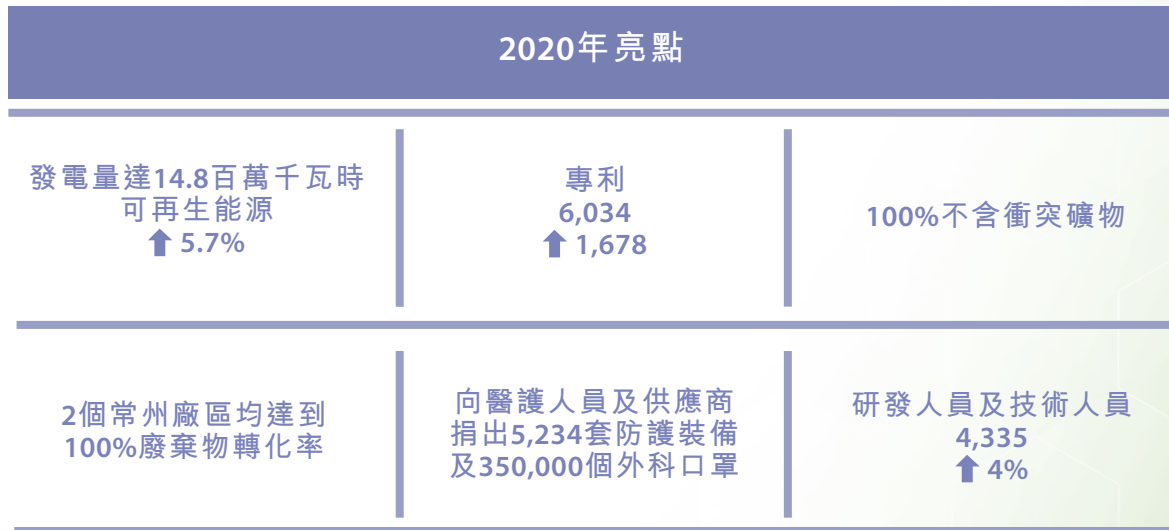 2020年亮點
發電量達14.8百萬千瓦時
可再生能源
⬆ 5.7%
專利
6,034
⬆ 1,678
100%不含衝突礦物
2個常州廠區均達到
100%廢棄物轉化率
向醫護人員及供應商
捐出5,234套防護裝備
及350,000個外科口罩
研發人員及技術人員
4,335
⬆ 4%